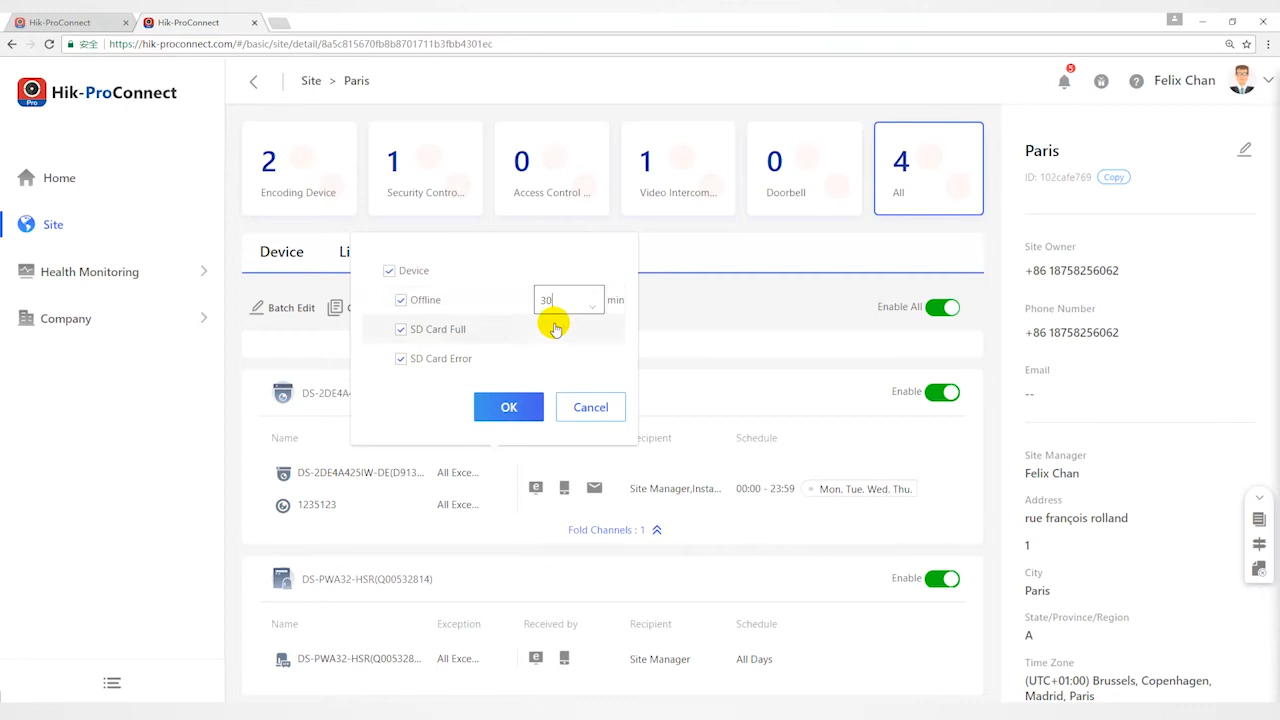 Hik-ProConnect
Hik-ProConnect
安全 https://hik-proconnect.com/#/basic/site/detail/8a5c815670fb8b8701711b3fbb4301ec
Pro
Hik-ProConnect
Home
Site
Health Monitoring
Company
Site > Paris
5
Felix Chan
2
Encoding Device
1
Security Contro...
0
Access Control ...
1
Video Intercom...
0
Doorbell
4
All
Device
Li
Batch Edit
Enable All
Device
Offline
30
min
SD Card Full
SD Card Error
OK
Cancel
DS-2DE4A
Enable
Name
ecipient
Schedule
DS-2DE4A425IW-DE(D913...
All Exce...
1235123
All Exce...
Site Manager,Insta...
00:00 - 23:59
Mon. Tue. Wed. Thu.
Fold Channels : 1
DS-PWA32-HSR(Q00532814)
Enable
Name
Exception
Received by
Recipient
Schedule
DS-PWA32-HSR(Q005328...
All Exce...
Site Manager
All Days
Paris
ID: 102cafe769
Copy
Site Owner
+86 18758256062
Phone Number
+86 18758256062
Email
--
Site Manager
Felix Chan
Address
rue françois rolland
1
City
Paris
State/Province/Region
A
Time Zone
(UTC+01:00) Brussels, Copenhagen,
Madrid, Paris